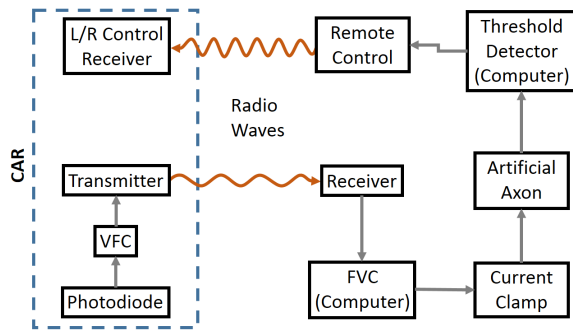 L/R Control
Receiver
Remote
Control
Threshold
Detector
(Computer)
Radio
Waves
CAR
Transmitter
Receiver
Artificial
Axon
VFC
Photodiode
FVC
(Computer)
Current
Clamp